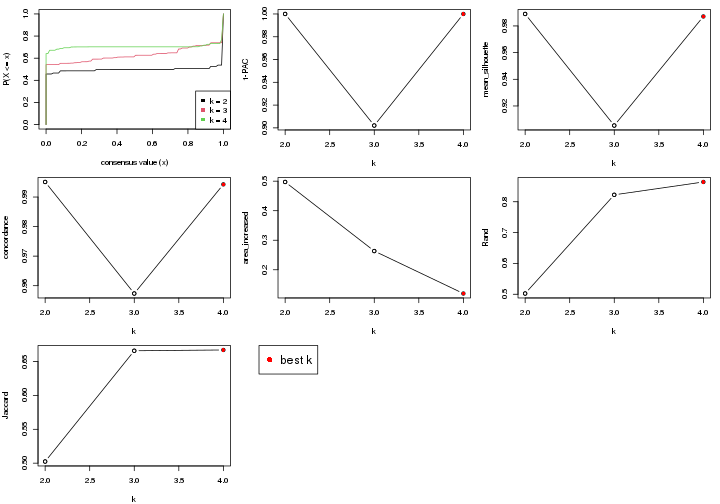 P(X <= x)
0.0 0.2 0.4 0.6 0.8 1.0
k = 2
k = 3
k = 4
0.0 0.2 0.4 0.6 0.8 1.0
consensus value (x)
1-PAC
0.90 0.92 0.94 0.96 0.98 1.00
2.0 2.5 3.0 3.5 4.0
k
mean_silhouette
0.92 0.94 0.96 0.98
2.0 2.5 3.0 3.5 4.0
k
concordance
0.96 0.97 0.98 0.99
2.0 2.5 3.0 3.5 4.0
k
area_increased
0.2 0.3 0.4 0.5
2.0 2.5 3.0 3.5 4.0
k
Rand
0.5 0.6 0.7 0.8
2.0 2.5 3.0 3.5 4.0
k
Jaccard
0.50 0.55 0.60 0.65
2.0 2.5 3.0 3.5 4.0
k
best k